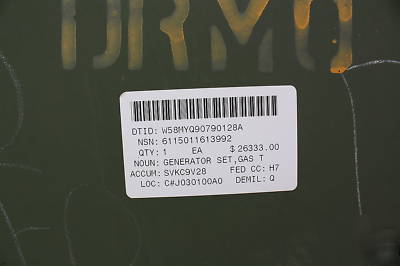 DRMO
DTID: W58MYQ90790128A
NSN: 6115011613992
QTY: 1 EA $ 26333.00
NOUN: GENERATOR SET,GAS T
ACCUM: SVKC9V28 FED CC: H7
LOC: C#J030100A0 DEMIL: Q